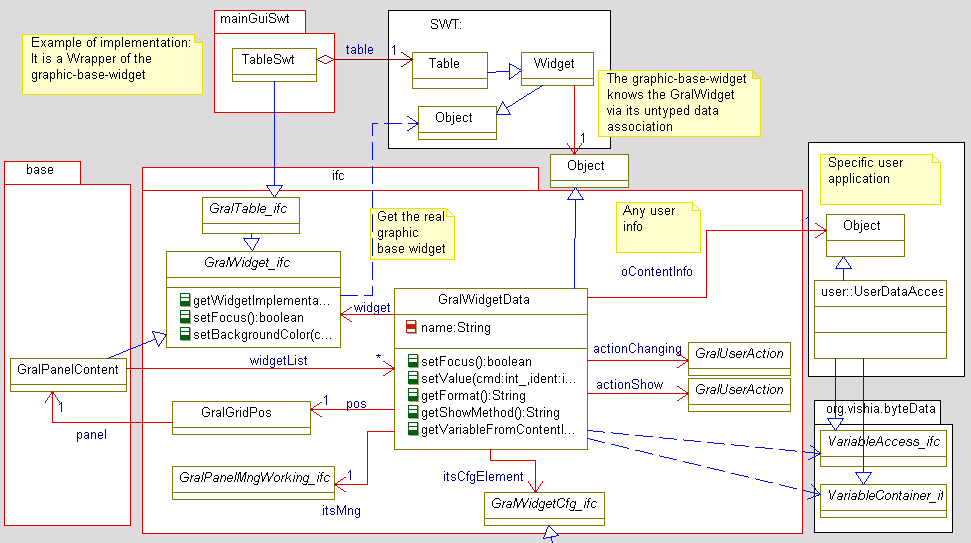 mainGuiSwt
SWT:
Example of implementation:
It is a Wrapper of the
graphic-base-widget
TableSwt
table
1
Table
Widget
The graphic-base-widget
knows the GralWidget
via its untyped data
association
Object
1
Object
Specific user
application
base
ifc
GralTable_ifc
Get the real
graphic
base widget
Any user
info
Object
GralWidget_ifc
oContentInfo
getWidgetImplementa...
setFocus():boolean
setBackgroundColor(c...
widget
GralWidgetData
name:String
user::UserDataAcces
GralPanelContent
widgetList
*
setFocus():boolean
setValue(cmd:int_,ident:i...
getFormat():String
getShowMethod():String
getVariableFromContentI...
actionChanging
GralUserAction
actionShow
GralUserAction
1
panel
GralGridPos
1
pos
org.vishia.byteData
VariableAccess_ifc
GralPanelMngWorking_ifc
1
itsMng
itsCfgElement
GralWidgetCfg_ifc
VariableContainer_if